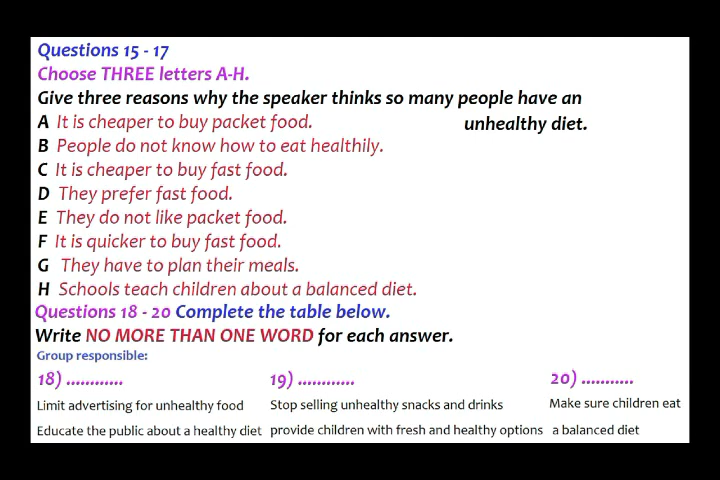 Questions 15 - 17
Choose THREE letters A-H.
Give three reasons why the speaker thinks so many people have an
unhealthy diet.
A It is cheaper to buy packet food.
B People do not know how to eat healthily.
C It is cheaper to buy fast food.
D They prefer fast food.
E They do not like packet food.
F It is quicker to buy fast food.
G They have to plan their meals.
H Schools teach children about a balanced diet.
Questions 18 - 20 Complete the table below.
Write NO MORE THAN ONE WORD for each answer.
Group responsible:
18) ............
Limit advertising for unhealthy food
Educate the public about a healthy diet
19) ............
Stop selling unhealthy snacks and drinks
provide children with fresh and healthy options
20) ...........
Make sure children eat
a balanced diet